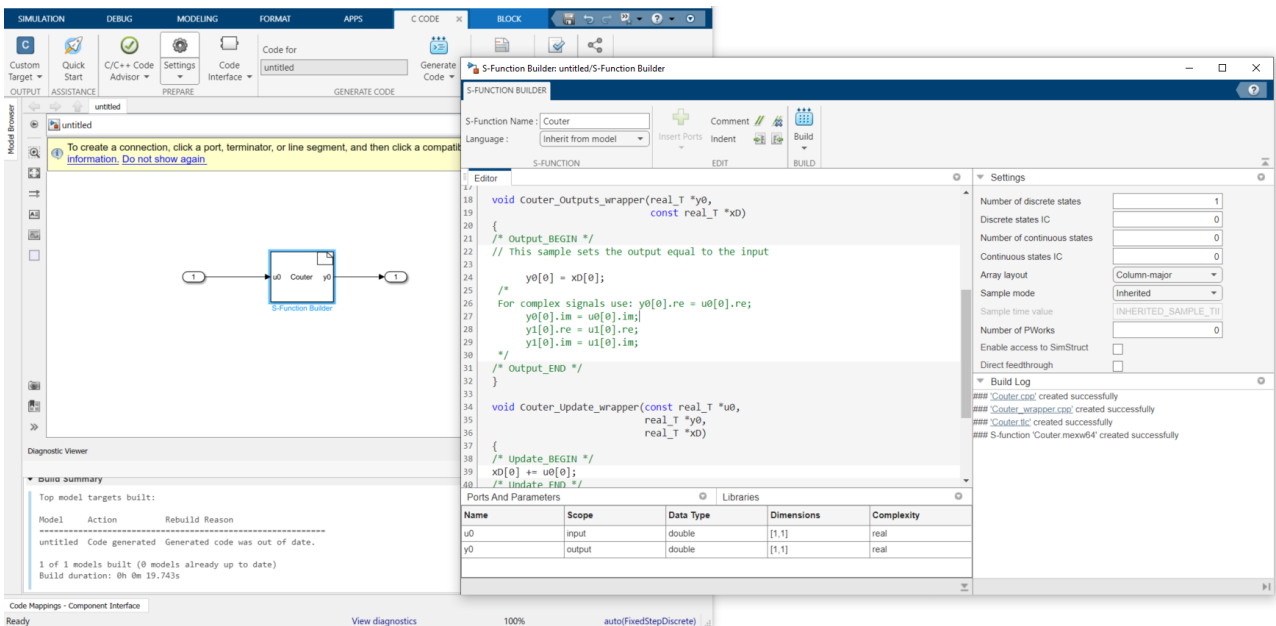 SIMULATION DEBUG MODELING FORMAT APPS C CODE × BLOCK
Custom Target Quick Start C/C++ Code Advisor Settings Code Interface Code for untitled Generate Code
OUTPUT ASSISTANCE PREPARE GENERATE CODE
Model Browser
untitled
untitled
To create a connection, click a port, terminator, or line segment, and then click a compatib
information. Do not show again
1 u0 Couter y0 1
S-Function Builder
Diagnostic Viewer
Build Summary
Top model targets built:
Model Action Rebuild Reason
untitled Code generated Generated code was out of date.
1 of 1 models built (0 models already up to date)
Build duration: 0h 0m 19.743s
Code Mappings - Component Interface
Ready View diagnostics 100% auto(FixedStepDiscrete)
S-Function Builder: untitled/S-Function Builder
S-FUNCTION BUILDER
S-Function Name : Couter
Language : Inherit from model
Insert Ports Comment Indent Build
S-FUNCTION EDIT BUILD
Editor
17
18 void Couter_Outputs_wrapper(real_T *y0,
19 const real_T *xD)
20 {
21 /* Output_BEGIN */
22 // This sample sets the output equal to the input
23
24 y0[0] = xD[0];
25 /*
26 For complex signals use: y0[0].re = u0[0].re;
27 y0[0].im = u0[0].im;
28 y1[0].re = u1[0].re;
29 y1[0].im = u1[0].im;
30 */
31 /* Output_END */
32 }
33
34 void Couter_Update_wrapper(const real_T *u0,
35 real_T *y0,
36 real_T *xD)
37 {
38 /* Update_BEGIN */
39 xD[0] += u0[0];
40 /* Update_END */
Ports And Parameters Libraries
Name Scope Data Type Dimensions Complexity
u0 input double [1,1] real
y0 output double [1,1] real
Settings
Number of discrete states 1
Discrete states IC 0
Number of continuous states 0
Continuous states IC 0
Array layout Column-major
Sample mode Inherited
Sample time value INHERITED_SAMPLE_TI
Number of PWorks 0
Enable access to SimStruct
Direct feedthrough
Build Log
### 'Couter.cpp' created successfully
### 'Couter_wrapper.cpp' created successfully
### 'Couter.tlc' created successfully
### S-function 'Couter.mexw64' created successfully